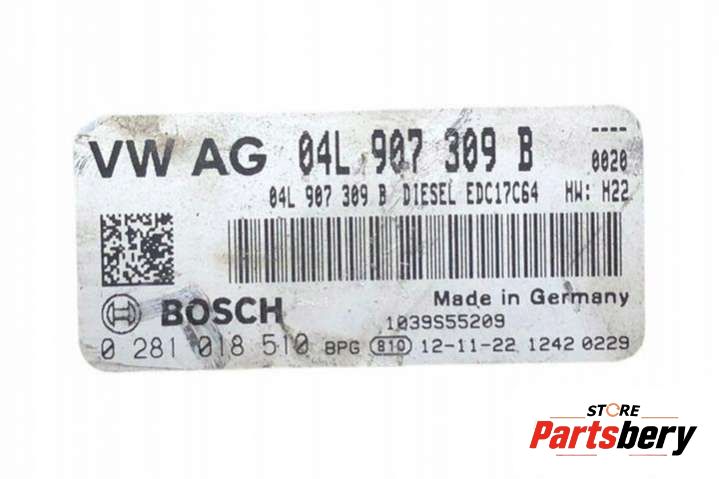 VW AG 04L 907 309 B ----
0020
04L 907 309 B DIESEL EDC17C64 HW: H22
BOSCH Made in Germany
1039S55209
0 281 018 510 BPG 810 12-11-22 1242 0229
STORE
Partsbery